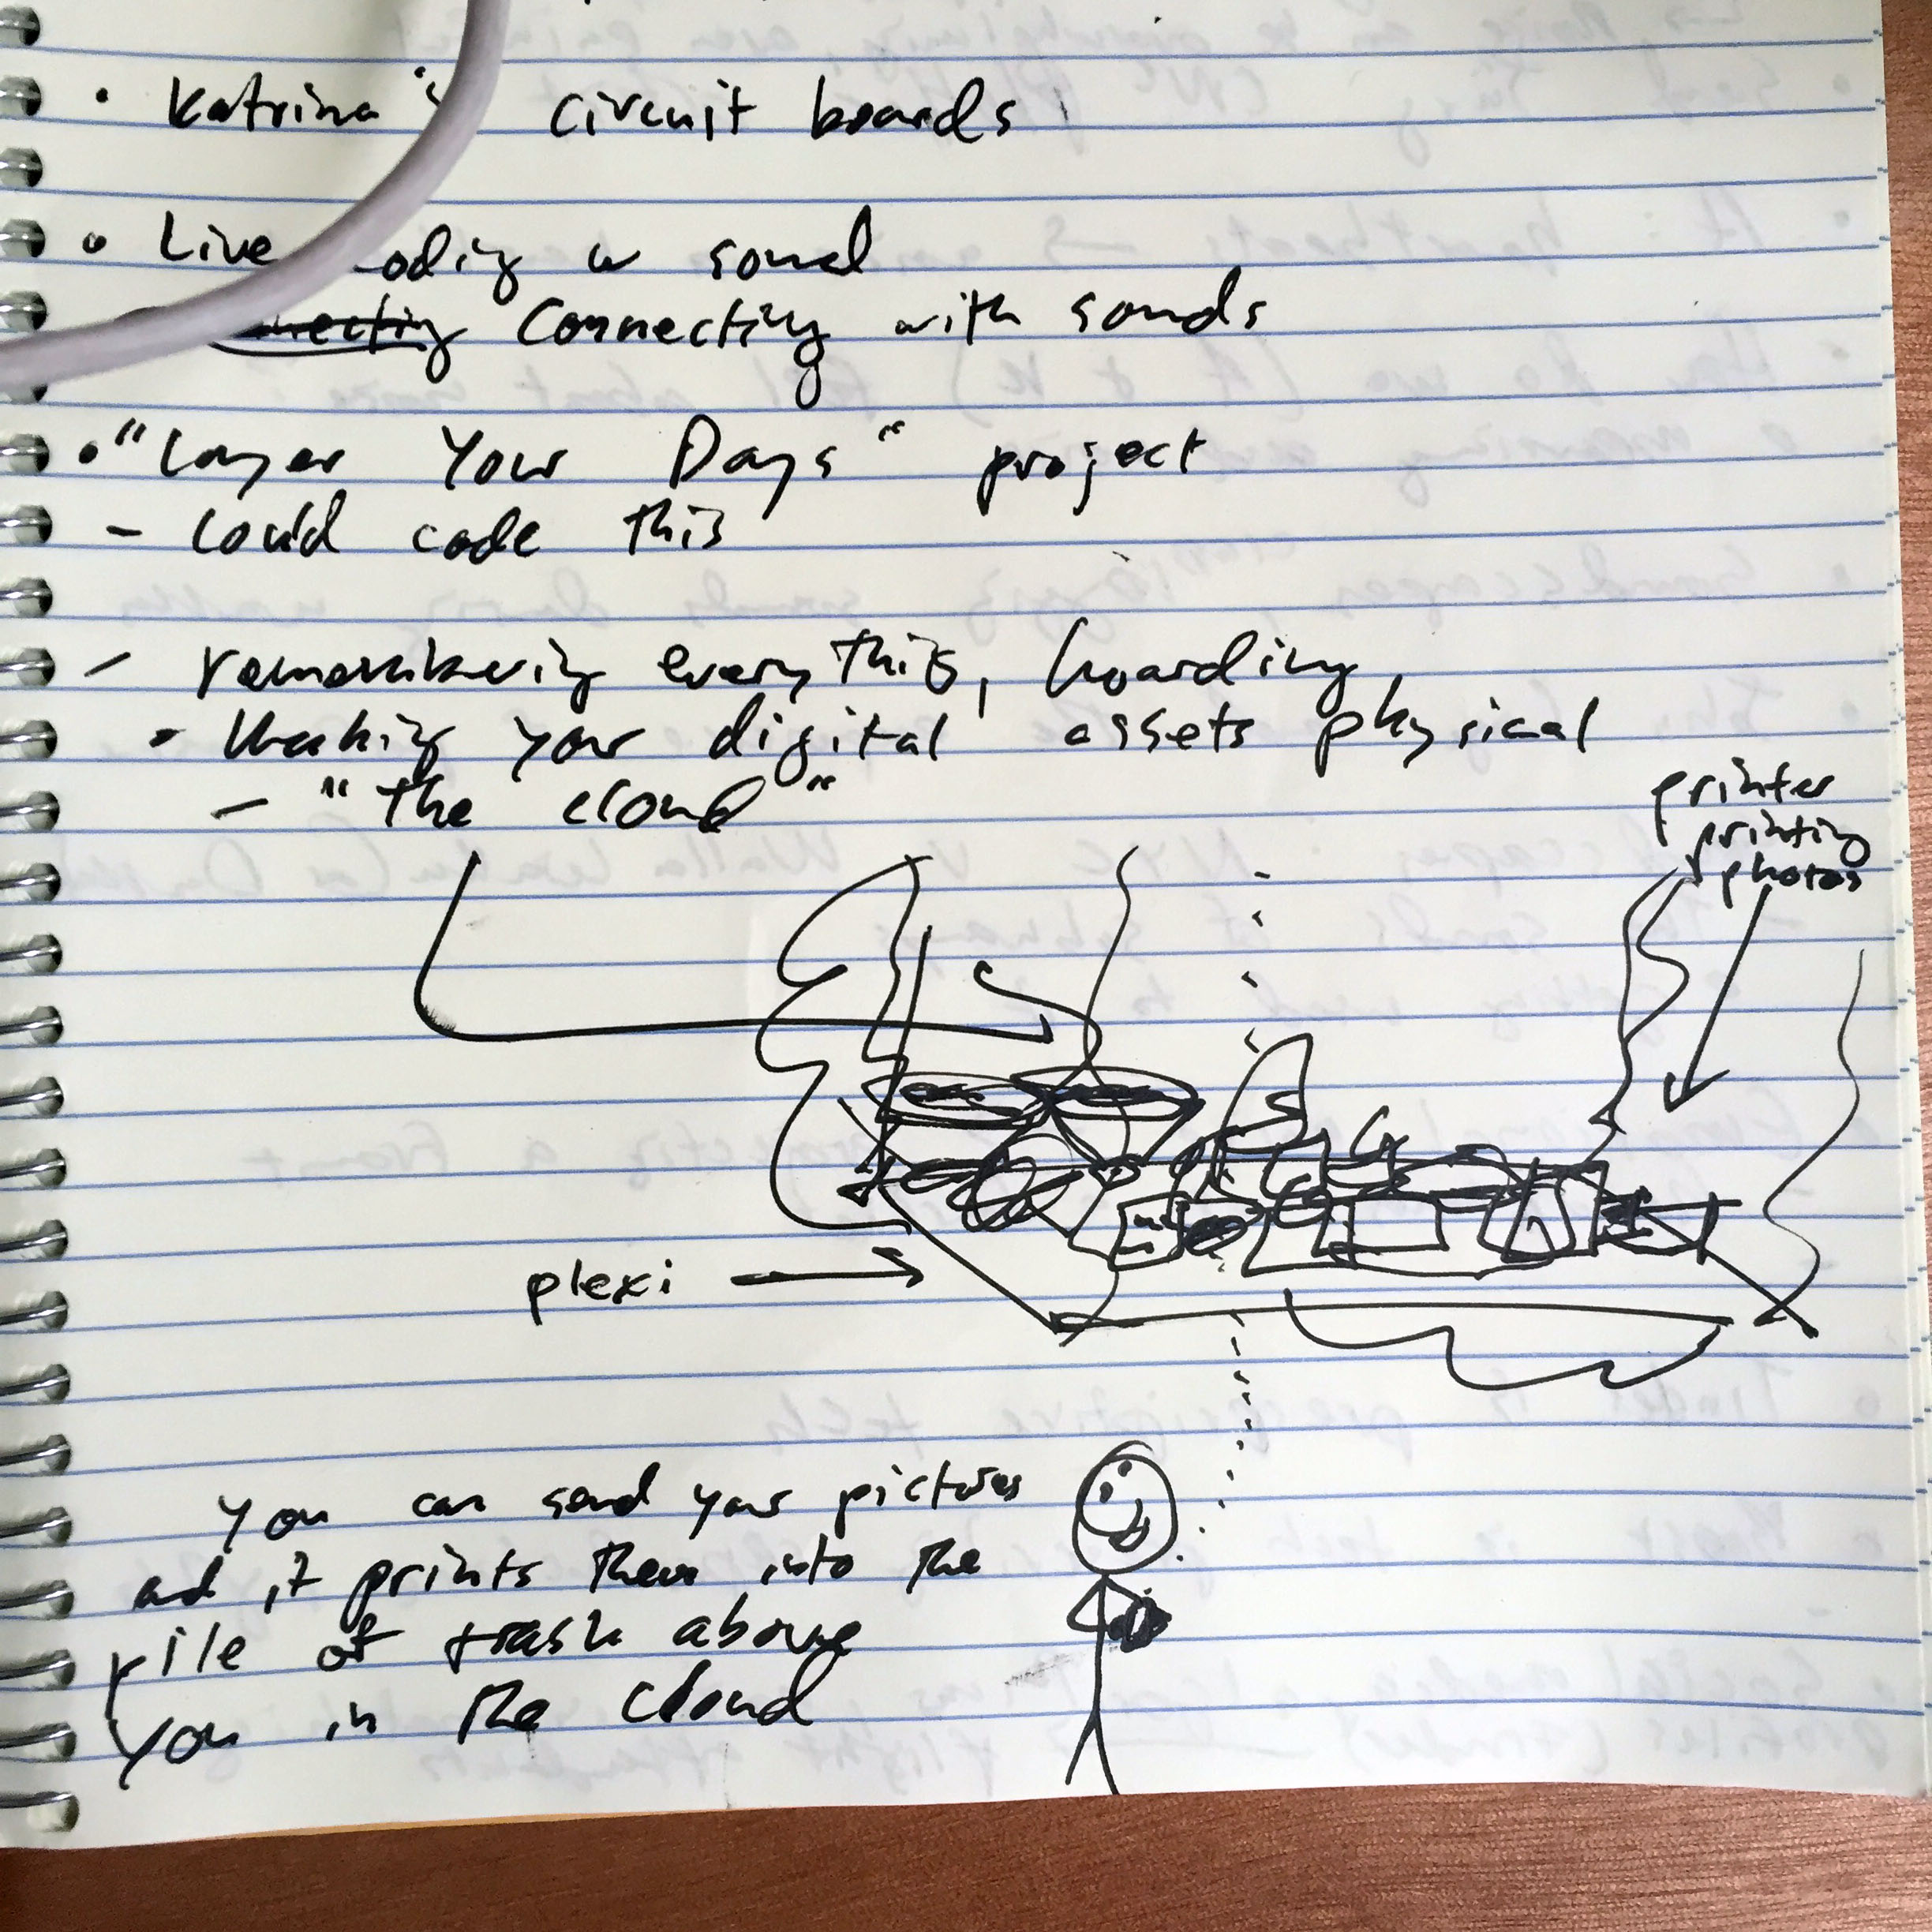 • Katrina's circuit boards
• Live oding w sound
necting Connecting with sounds
• "Layer Your Days" project
- could code this
- remembering everything, hoarding
- Making your digital assets physical
- "the cloud"
printer
printing
photos
plexi
you can send your pictures
and it prints them into the
pile of trash above
you in the cloud